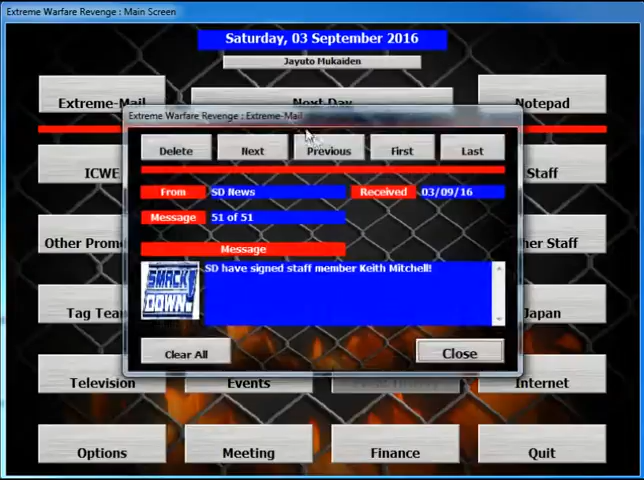 Extreme Warfare Revenge : Main Screen
Saturday, 03 September 2016
Jayuto Mukaiden
Extreme-Mail
Next Day
Notepad
Extreme Warfare Revenge : Extreme-Mail
Delete
Next
Previous
First
Last
ICWE
Staff
From
SD News
Received
03/09/16
Message
51 of 51
Other Prom
her Staff
Message
SMACK
DOWN!
SD have signed staff member Keith Mitchell!
Tag Tea
Japan
Clear All
Close
Television
Events
Internet
Options
Meeting
Finance
Quit